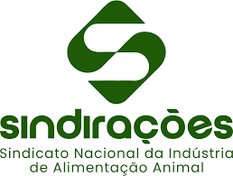 sindirações
Sindicato Nacional da Indústria
de Alimentação Animal